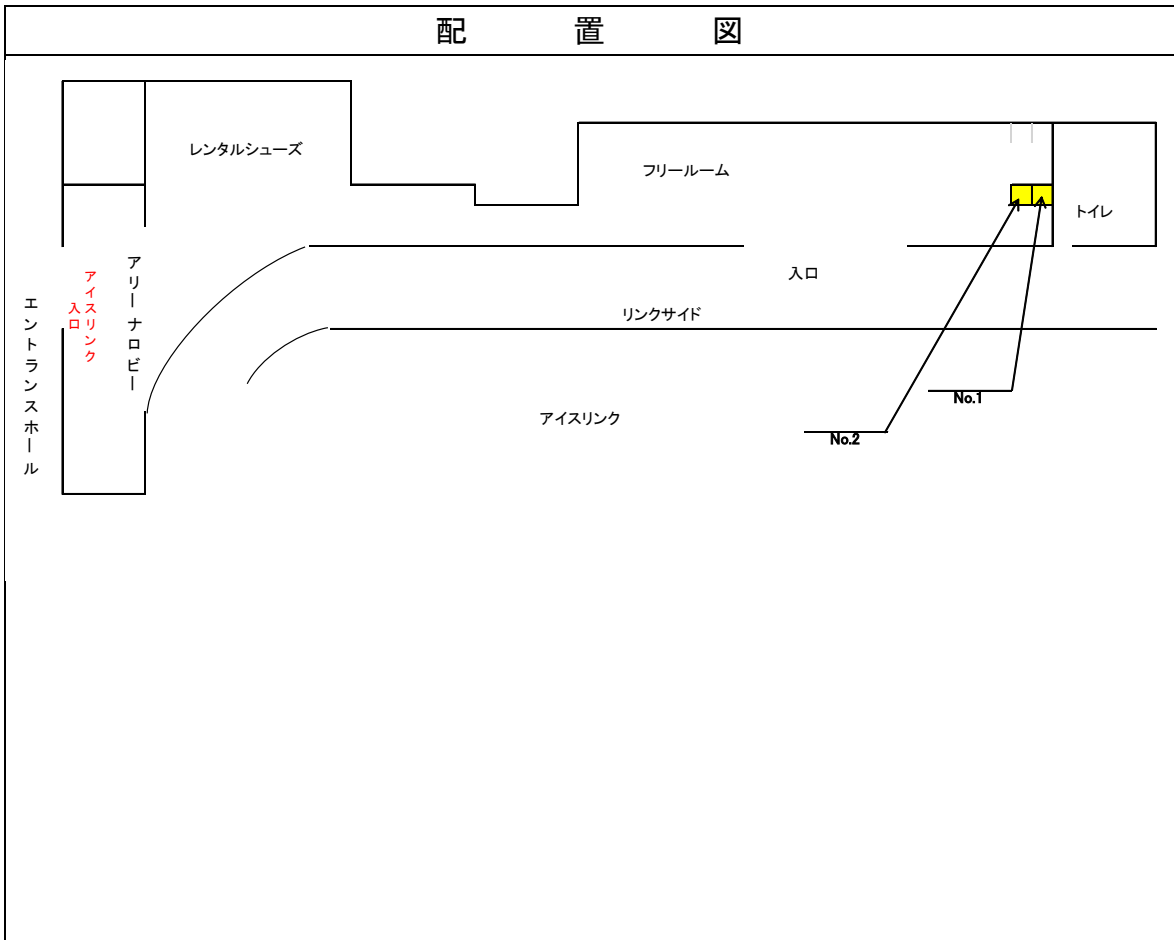 配 置 図
レンタルシューズ
フリールーム
トイレ
入口
リンクサイド
アイスリンク
No.1
No.2
アリーナロビー
アイスリンク
入口
エントランスホール